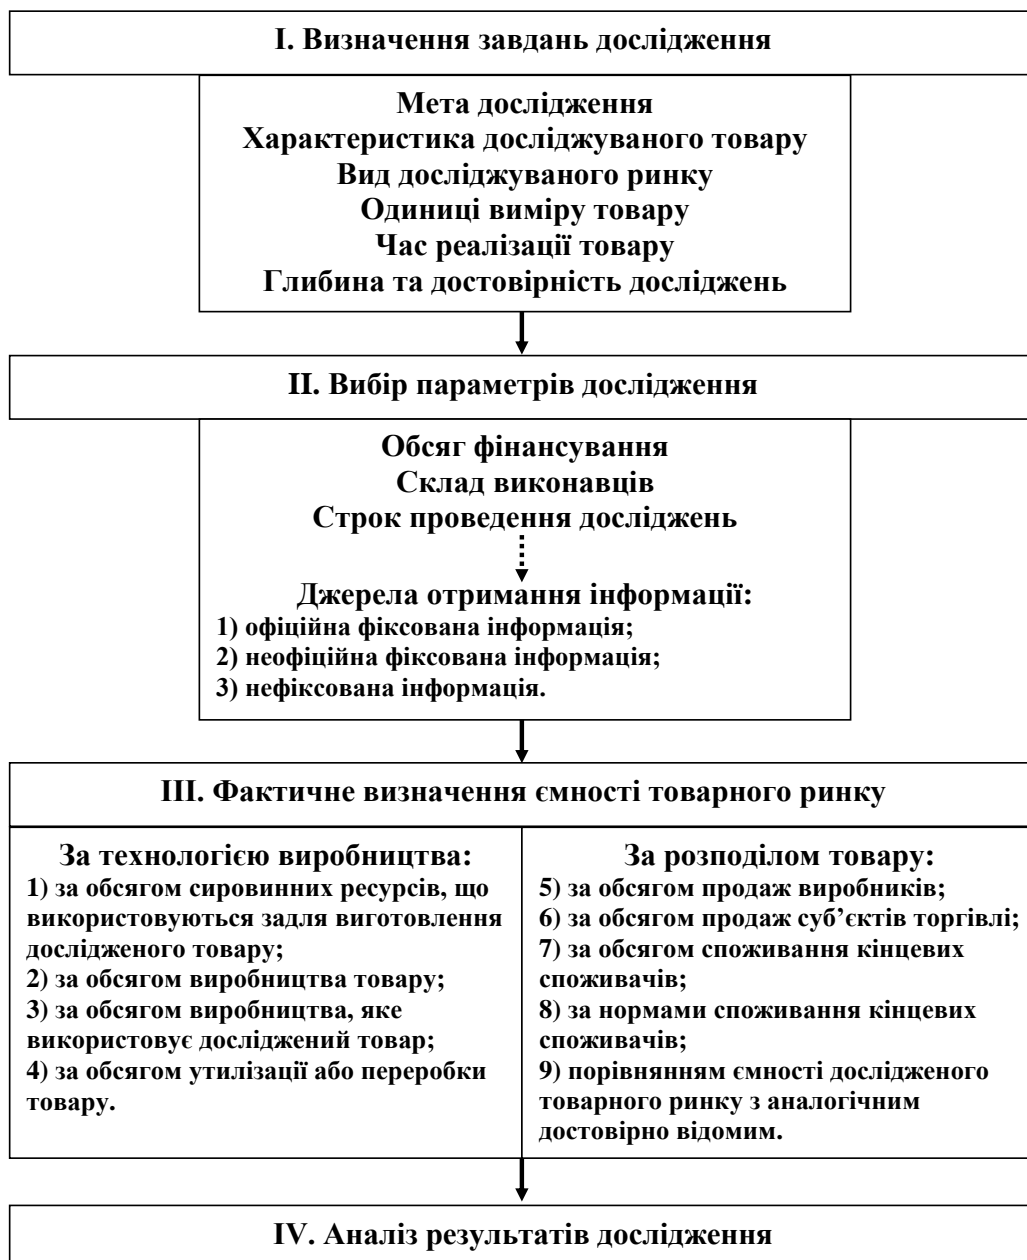 I. Визначення завдань дослідження
Мета дослідження
Характеристика досліджуваного товару
Вид досліджуваного ринку
Одиниці виміру товару
Час реалізації товару
Глибина та достовірність досліджень
II. Вибір параметрів дослідження
Обсяг фінансування
Склад виконавців
Строк проведення досліджень
Джерела отримання інформації:
1) офіційна фіксована інформація;
2) неофіційна фіксована інформація;
3) нефіксована інформація.
III. Фактичне визначення ємності товарного ринку
За технологією виробництва:
1) за обсягом сировинних ресурсів, що
використовуються задля виготовлення
дослідженого товару;
2) за обсягом виробництва товару;
3) за обсягом виробництва, яке
використовує досліджений товар;
4) за обсягом утилізації або переробки
товару.
За розподілом товару:
5) за обсягом продаж виробників;
6) за обсягом продаж суб’єктів торгівлі;
7) за обсягом споживання кінцевих
споживачів;
8) за нормами споживання кінцевих
споживачів;
9) порівнянням ємності дослідженого
товарного ринку з аналогічним
достовірно відомим.
IV. Аналіз результатів дослідження